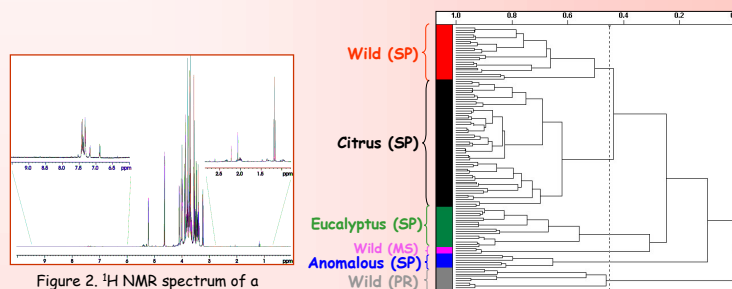 1.0 0.8 0.6 0.4 0.2
Wild (SP)
Citrus (SP)
Eucalyptus (SP)
Wild (MS)
Anomalous (SP)
Wild (PR)
9.0 8.5 8.0 7.5 7.0 6.5 ppm
2.5 2.0 1.5 ppm
9 8 7 6 5 4 3 2 1 ppm
Figure 2. ¹H NMR spectrum of a